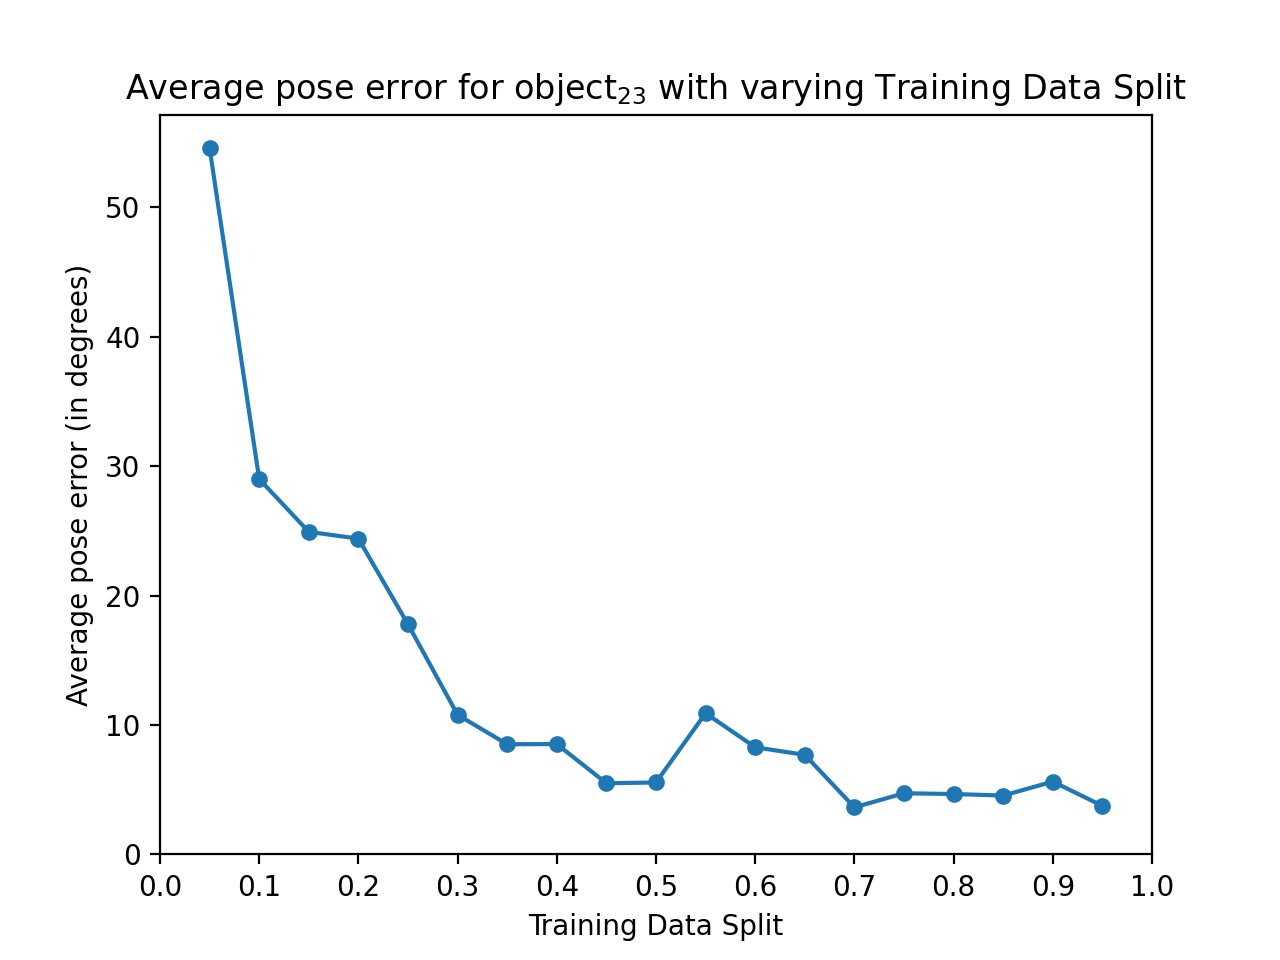 Average pose error for object₂₃ with varying Training Data Split
Average pose error (in degrees)
50
40
30
20
10
0
0.0 0.1 0.2 0.3 0.4 0.5 0.6 0.7 0.8 0.9 1.0
Training Data Split